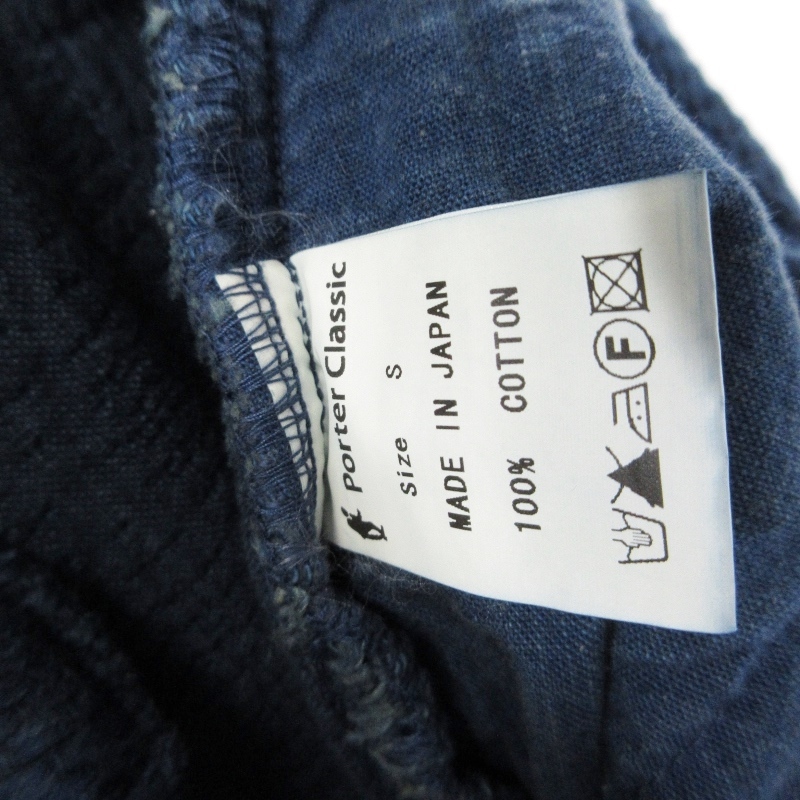 Porter Classic
Size S
MADE IN JAPAN
100% COTTON
F